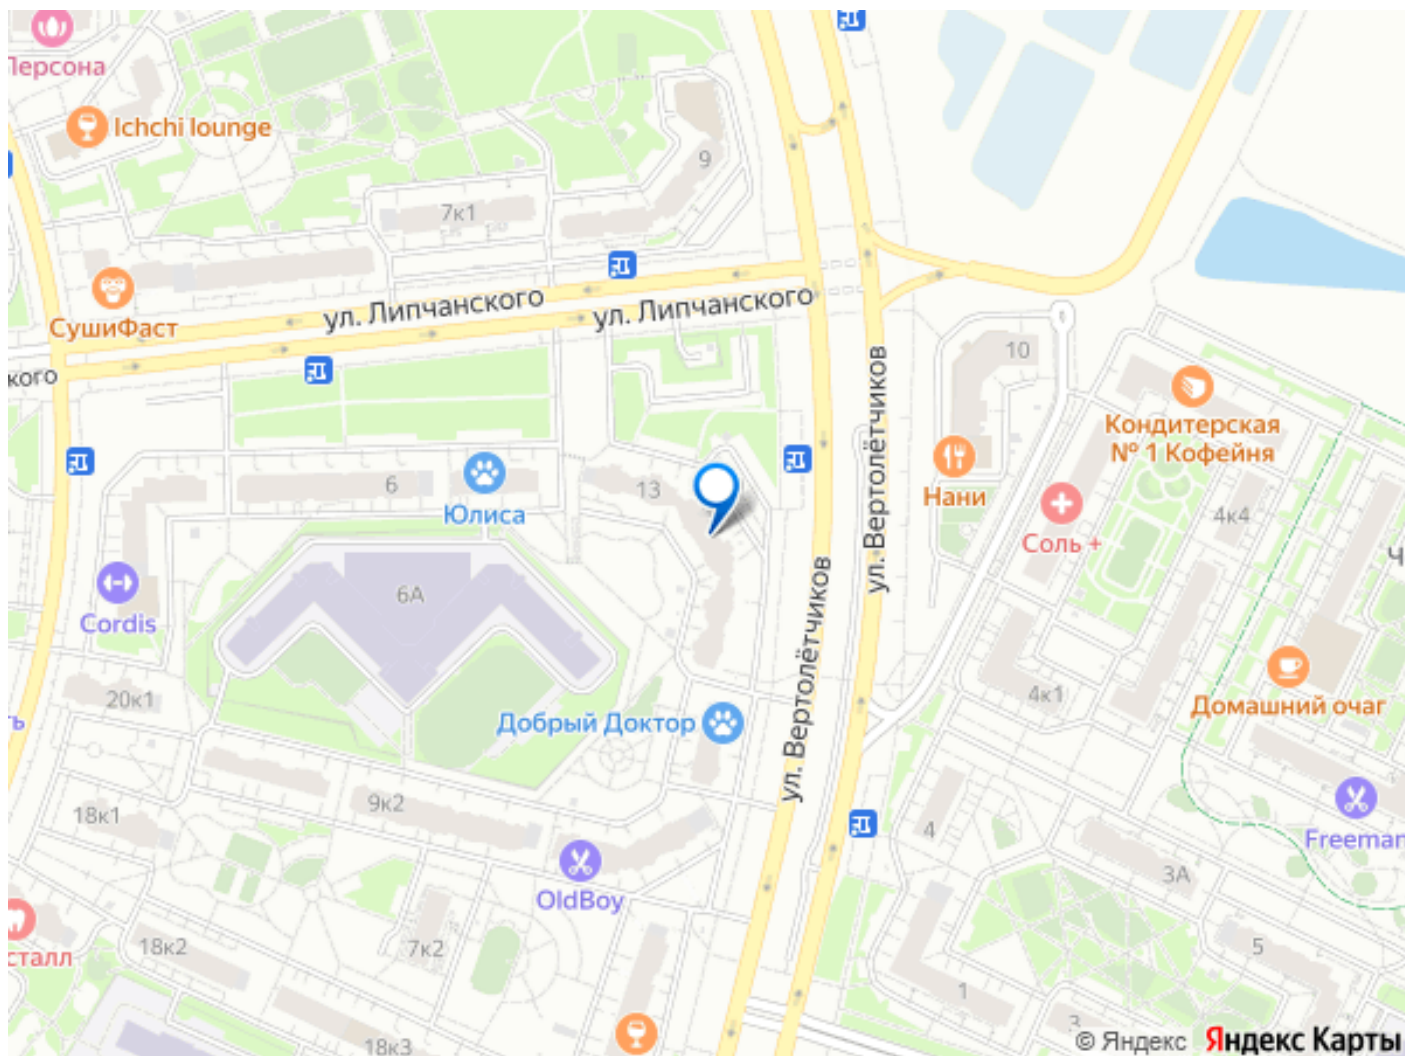 Персона
Ichchi lounge
9
7к1
СушиФаст
ул. Липчанского
ул. Липчанского
кого
10
ул. Вертолётчиков
Кондитерская
№ 1 Кофейня
Нани
6
Юлиса
13
4к4
Соль +
Cordis
6А
ул. Вертолётчиков
20к1
4к1
Домашний очаг
Добрый Доктор
9к2
18к1
4
Freeman
3А
OldBoy
18к2
7к2
сталл
5
1
3
18к3
© Яндекс Яндекс Карты